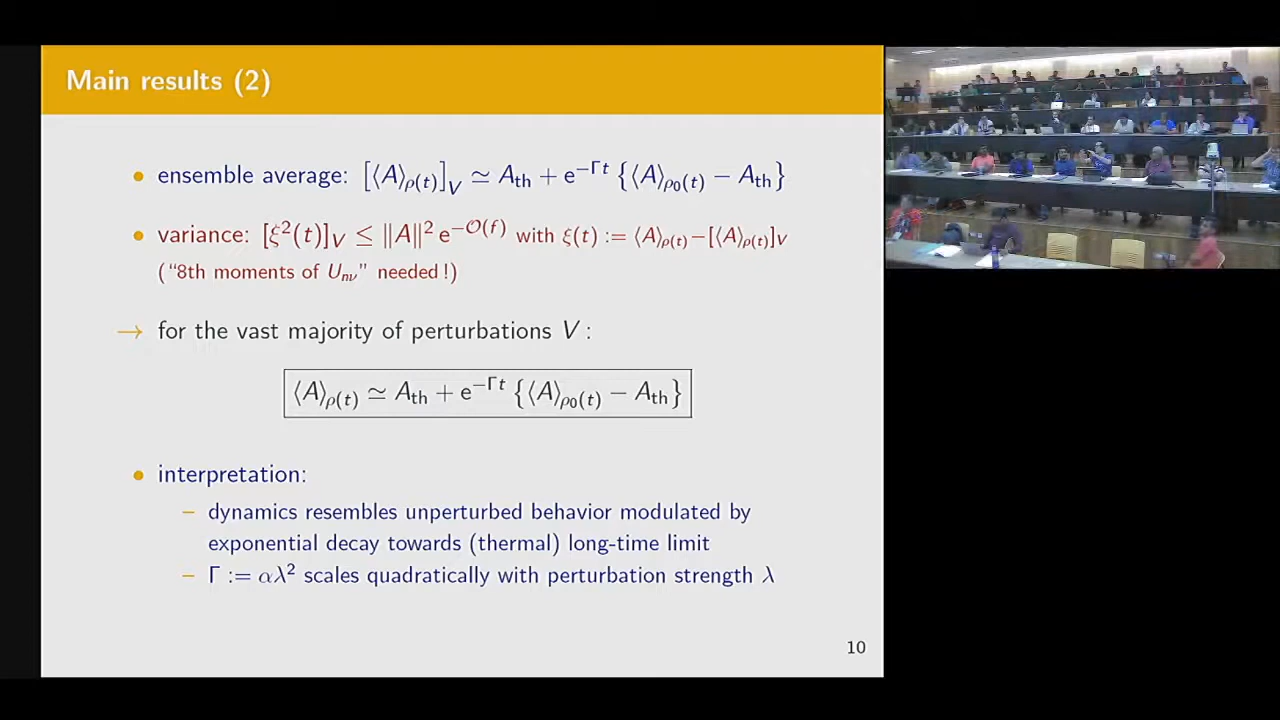 Main results (2)
• ensemble average: [⟨A⟩ρ(t)]V ≃ Ath + e^−Γt {⟨A⟩ρ0(t) − Ath}
• variance: [ξ²(t)]V ≤ ‖A‖² e^−𝒪(f) with ξ(t) := ⟨A⟩ρ(t)−[⟨A⟩ρ(t)]V
(“8th moments of Unν” needed!)
→ for the vast majority of perturbations V :
⟨A⟩ρ(t) ≃ Ath + e^−Γt {⟨A⟩ρ0(t) − Ath}
• interpretation:
– dynamics resembles unperturbed behavior modulated by
exponential decay towards (thermal) long-time limit
– Γ := αλ² scales quadratically with perturbation strength λ
10